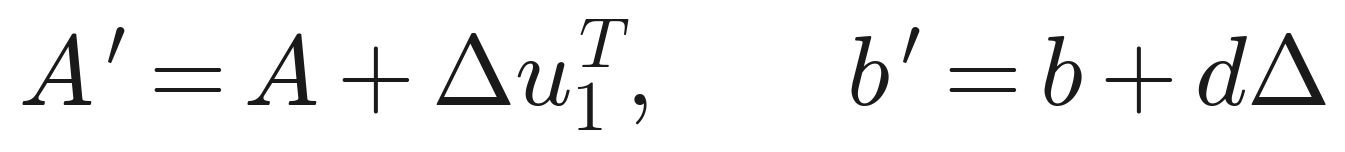 A′ = A + Δu₁ᵀ, b′ = b + dΔ